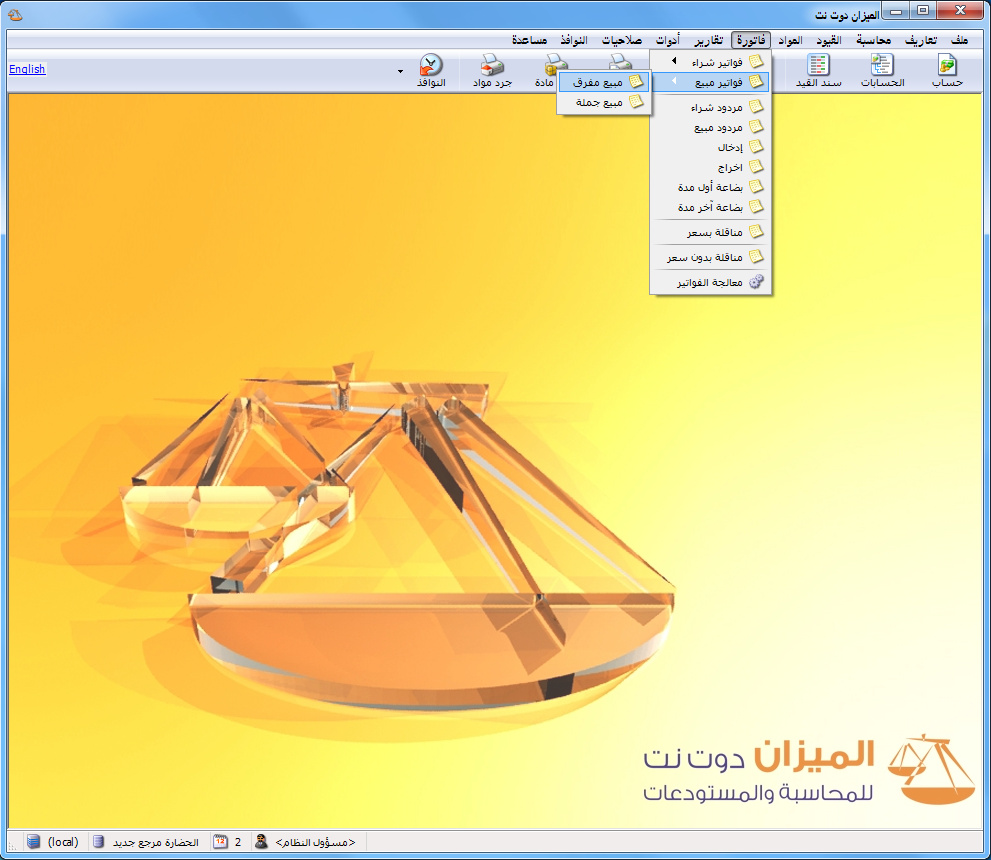 الميزان دوت نت
ملف تعاريف محاسبة القيود المواد فاتورة تقارير أدوات صلاحيات النوافذ مساعدة
حساب
الحسابات
سند القيد
مادة
جرد مواد
النوافذ
English
فواتير شراء
فواتير مبيع
مردود شراء
مردود مبيع
إدخال
اخراج
بضاعة أول مدة
بضاعة آخر مدة
مناقلة بسعر
مناقلة بدون سعر
معالجة الفواتير
مبيع مفرق
مبيع جملة
الميزان دوت نت
للمحاسبة والمستودعات
(local)
الحضارة مرجع جديد
12
2
<مسؤول النظام>